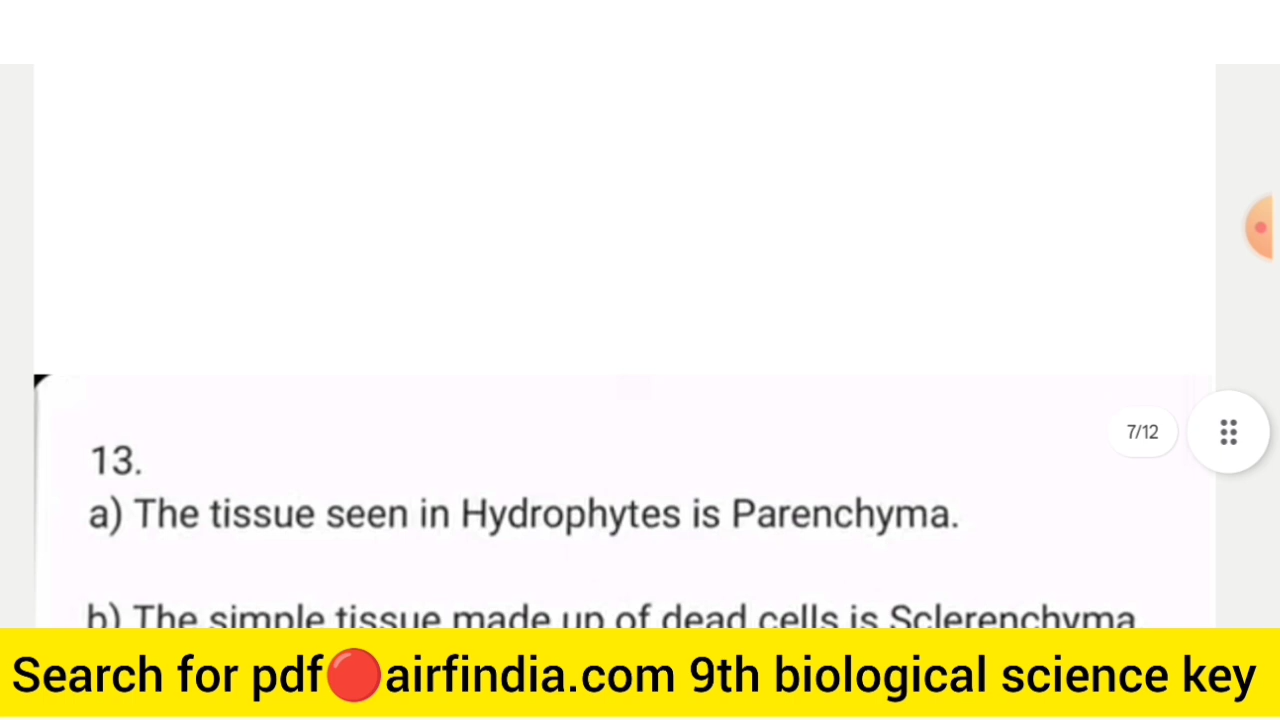 7/12
13.
a) The tissue seen in Hydrophytes is Parenchyma.
b) The simple tissue made up of dead cells is Sclerenchyma
Search for pdf🔴airfindia.com 9th biological science key